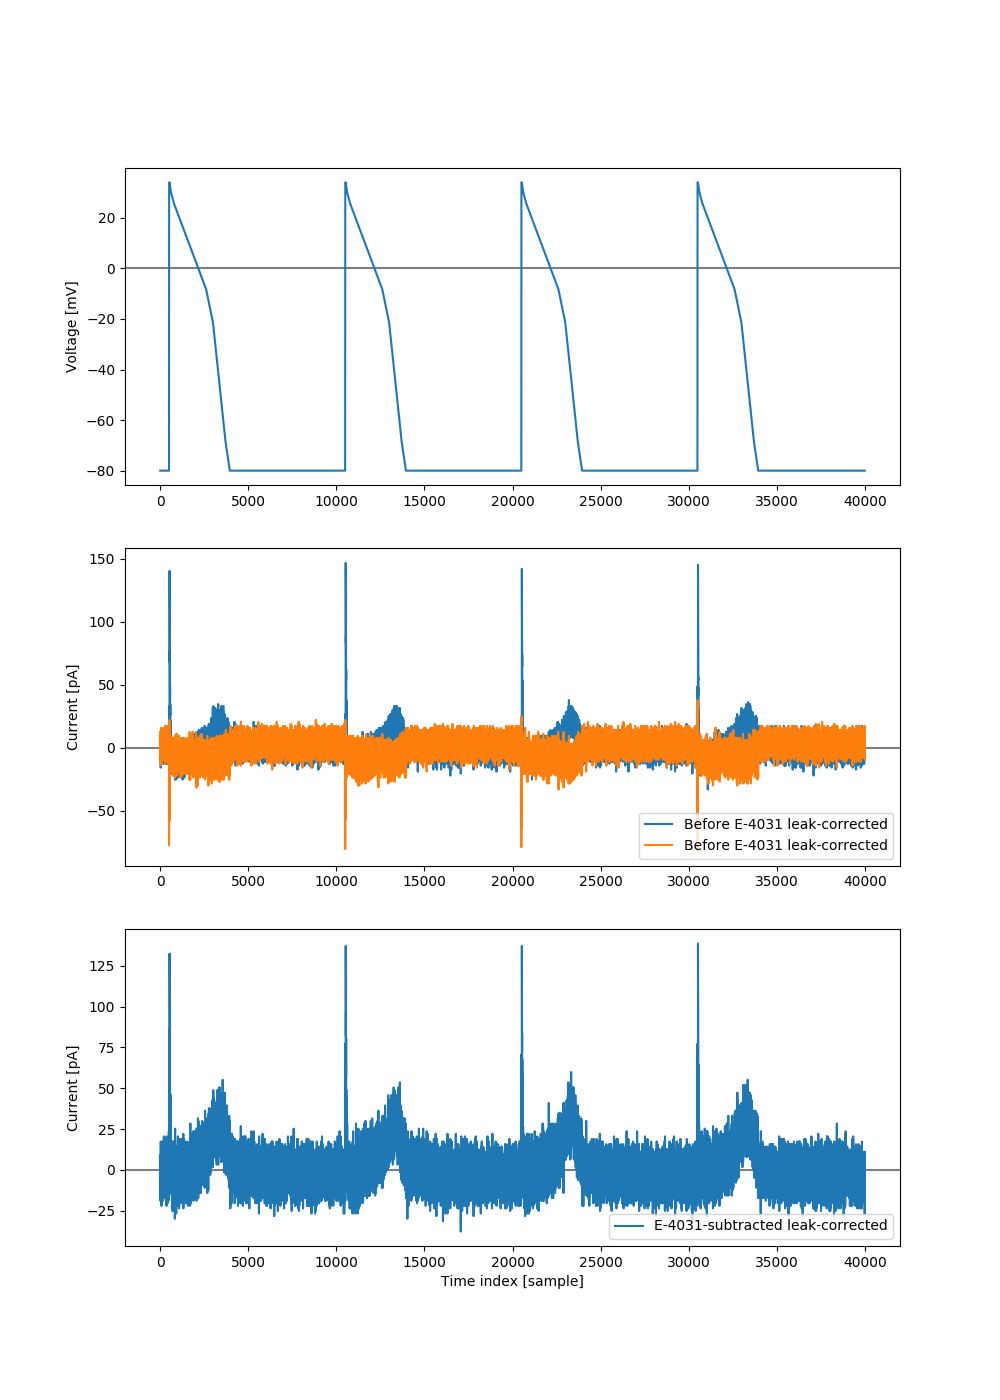 20
0
−20
−40
−60
−80
Voltage [mV]
0 5000 10000 15000 20000 25000 30000 35000 40000
150
100
50
0
−50
Current [pA]
Before E-4031 leak-corrected
Before E-4031 leak-corrected
0 5000 10000 15000 20000 25000 30000 35000 40000
125
100
75
50
25
0
−25
Current [pA]
E-4031-subtracted leak-corrected
0 5000 10000 15000 20000 25000 30000 35000 40000
Time index [sample]